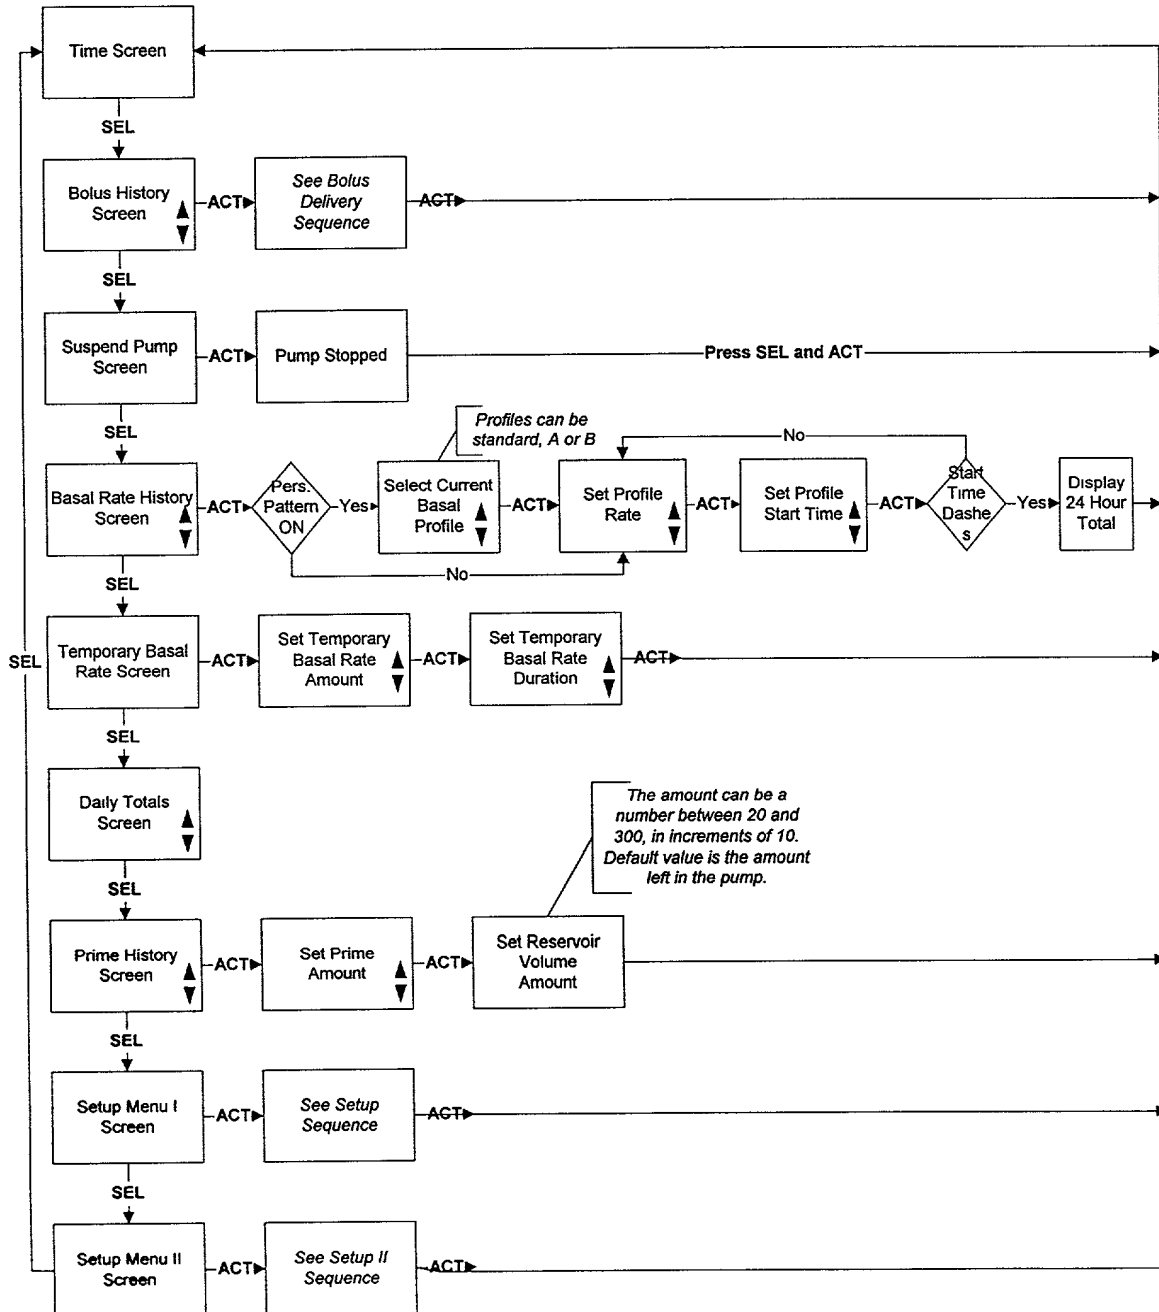 Time Screen
SEL
Bolus History
Screen
ACT
See Bolus
Delivery
Sequence
ACT
SEL
Suspend Pump
Screen
ACT
Pump Stopped
Press SEL and ACT
SEL
Profiles can be
standard, A or B
No
Basal Rate History
Screen
ACT
Pers.
Pattern
ON
Yes
Select Current
Basal
Profile
ACT
Set Profile
Rate
ACT
Set Profile
Start Time
ACT
Start
Time
Dashe
s
Yes
Display
24 Hour
Total
No
SEL
SEL
Temporary Basal
Rate Screen
ACT
Set Temporary
Basal Rate
Amount
ACT
Set Temporary
Basal Rate
Duration
ACT
SEL
Daily Totals
Screen
The amount can be a
number between 20 and
300, in increments of 10.
Default value is the amount
left in the pump.
SEL
Prime History
Screen
ACT
Set Prime
Amount
ACT
Set Reservoir
Volume
Amount
SEL
Setup Menu I
Screen
ACT
See Setup
Sequence
ACT
SEL
Setup Menu II
Screen
ACT
See Setup II
Sequence
ACT